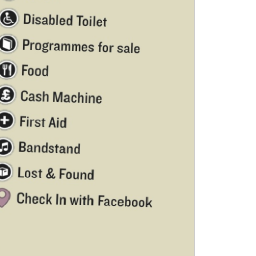 Disabled Toilet
Programmes for sale
Food
£ Cash Machine
First Aid
Bandstand
Lost & Found
Check In with Facebook